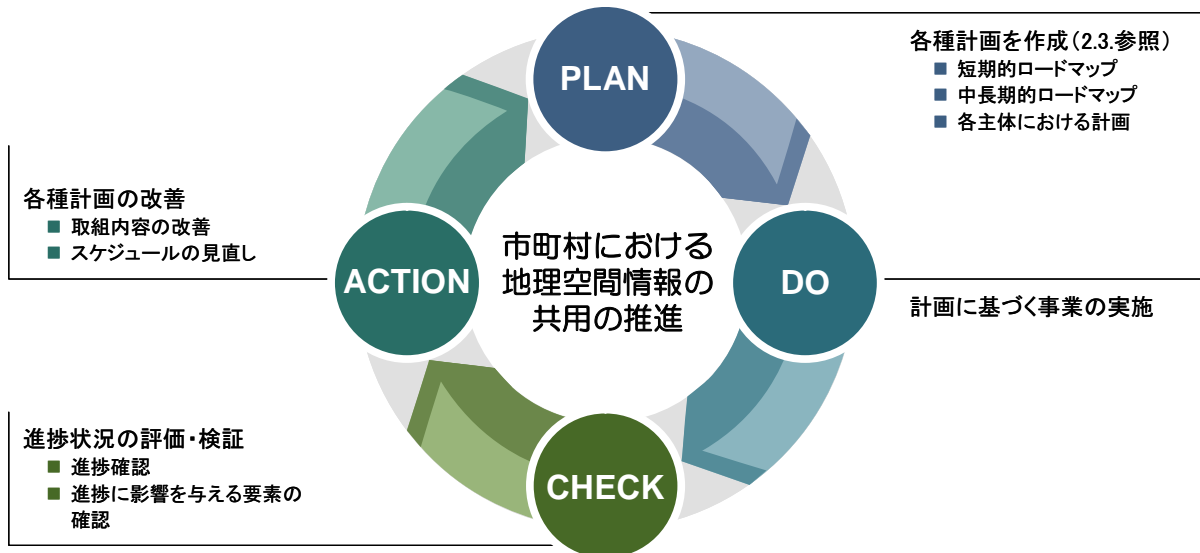 PLAN
各種計画を作成(2.3.参照)
短期的ロードマップ
中長期的ロードマップ
各主体における計画
DO
計画に基づく事業の実施
CHECK
進捗状況の評価・検証
進捗確認
進捗に影響を与える要素の
確認
ACTION
各種計画の改善
取組内容の改善
スケジュールの見直し
市町村における
地理空間情報の
共用の推進